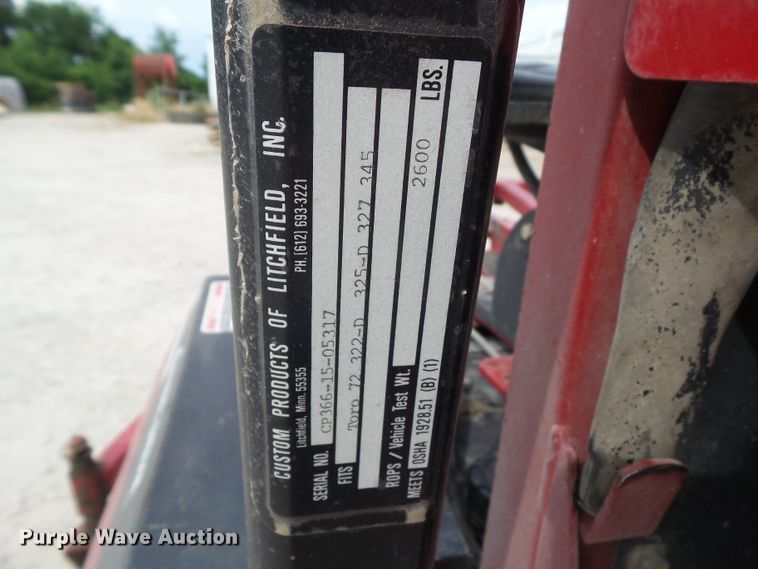 CUSTOM PRODUCTS OF LITCHFIELD, INC.
Litchfield, Minn. 55355 PH. [612] 693-3221
SERIAL NO. CP366-15-05317
FITS Toro 72 322-D 325-D 327 345
ROPS / Vehicle Test Wt. 2600 LBS.
MEETS OSHA 1928.51 (B) (1)
Purple Wave Auction